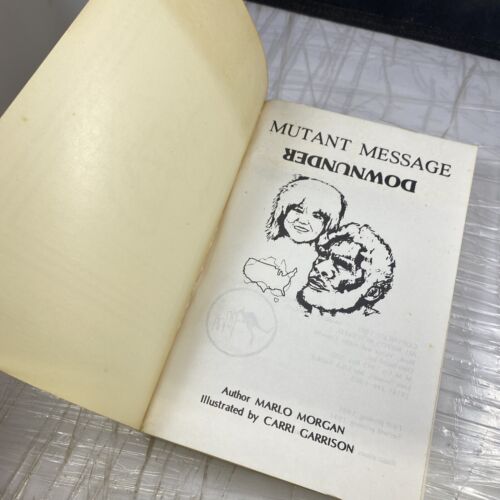 MUTANT MESSAGE
DOWNUNDER
Author MARLO MORGAN
Illustrated by CARRI GARRISON